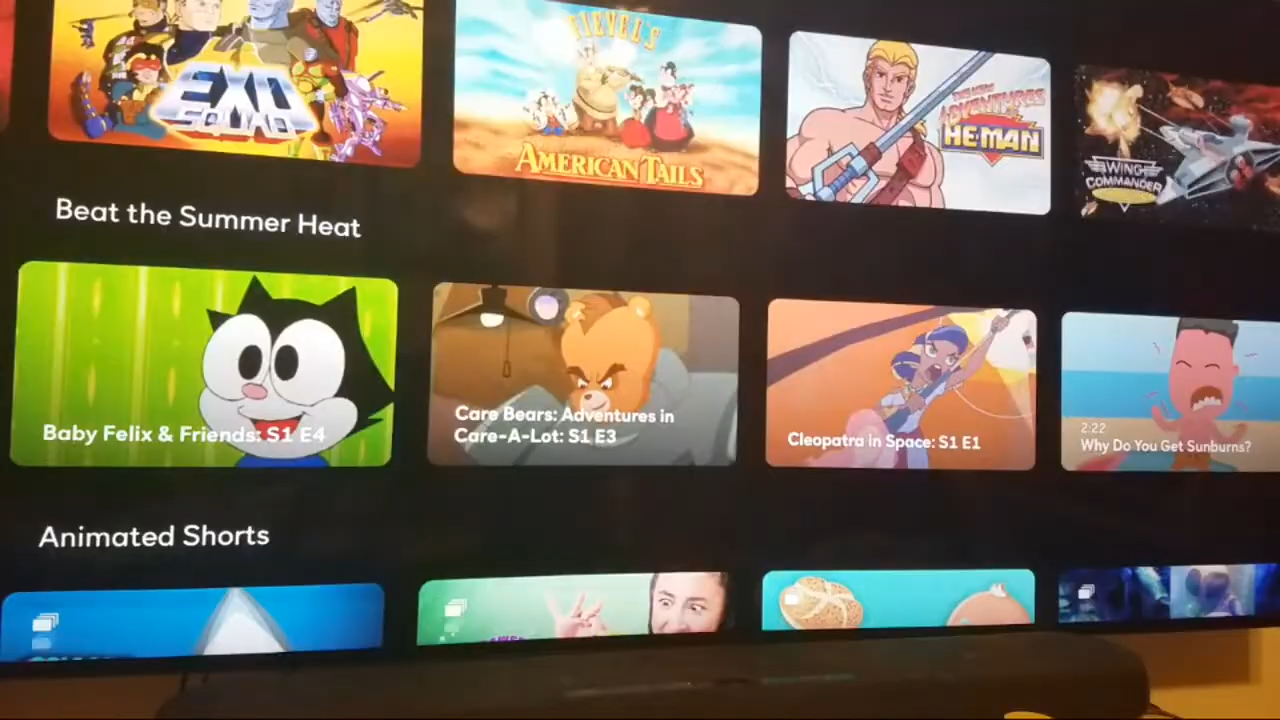 EXO
SQUAD
FIEVEL'S
AMERICAN TAILS
THE NEW
ADVENTURES
HE-MAN
WING
COMMANDER
Beat the Summer Heat
Baby Felix & Friends: S1 E4
Care Bears: Adventures in
Care-A-Lot: S1 E3
Cleopatra in Space: S1 E1
2:22
Why Do You Get Sunburns?
Animated Shorts